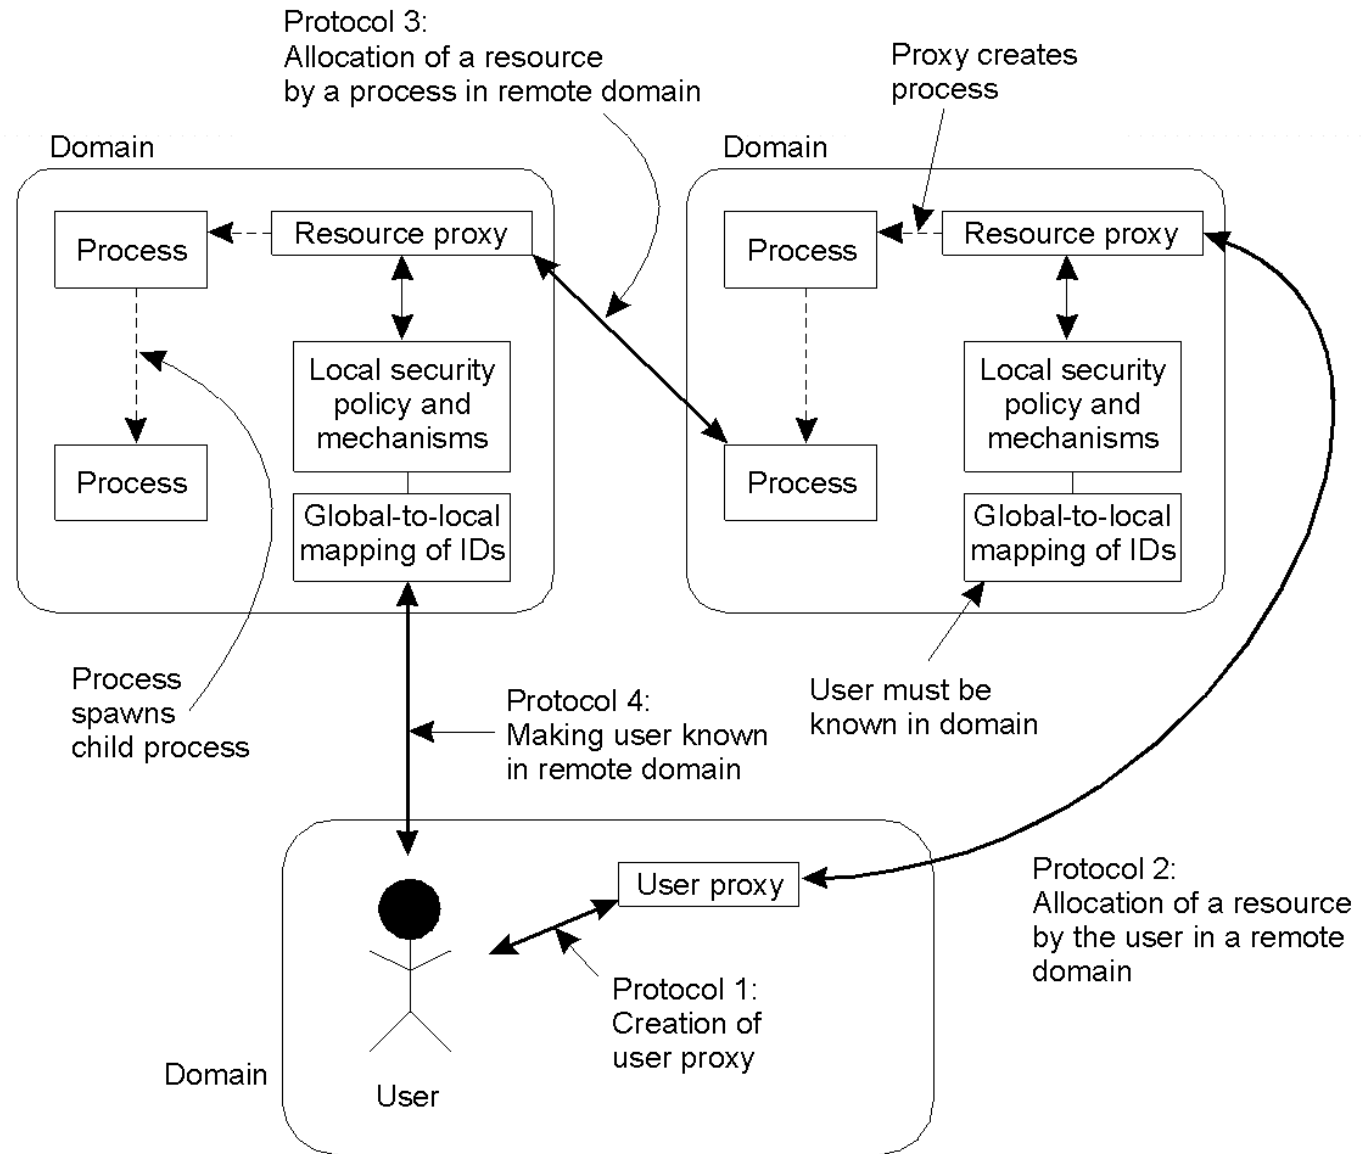 Protocol 3:
Allocation of a resource
by a process in remote domain
Proxy creates
process
Domain
Domain
Process
Resource proxy
Process
Resource proxy
Local security
policy and
mechanisms
Local security
policy and
mechanisms
Process
Process
Global-to-local
mapping of IDs
Global-to-local
mapping of IDs
Process
spawns
child process
Protocol 4:
Making user known
in remote domain
User must be
known in domain
User proxy
Protocol 2:
Allocation of a resource
by the user in a remote
domain
Protocol 1:
Creation of
user proxy
Domain
User